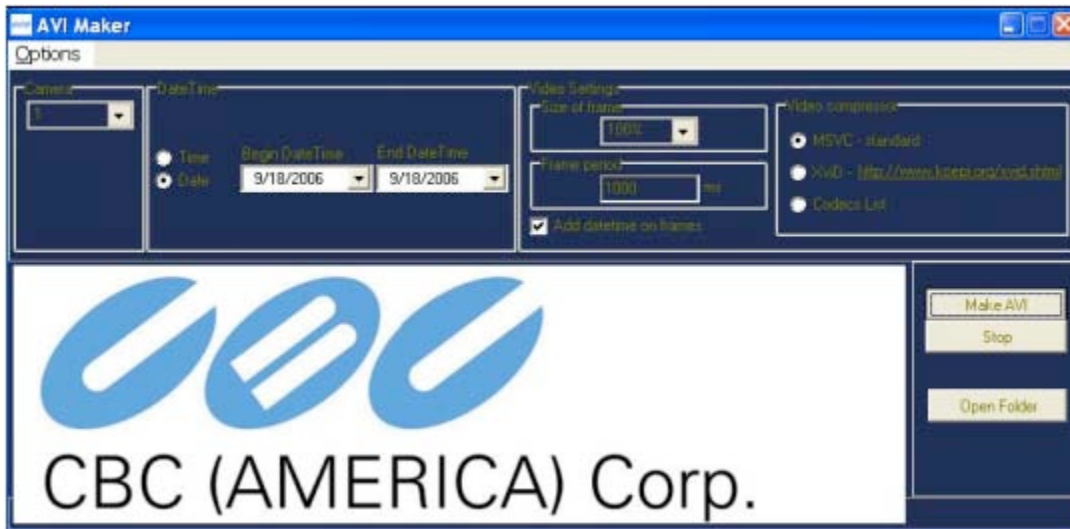 AVI Maker
Options
Camera
1
DateTime
Time
Date
Begin DateTime
9/18/2006
End DateTime
9/18/2006
Video Settings
Size of frame
100%
Frame period
1000 ms
Add datetime on frames
Video compressor
MSVC - standard
XviD - http://www.koepi.org/xvid.shtml
Codecs List
Make AVI
Stop
Open Folder
CBC (AMERICA) Corp.